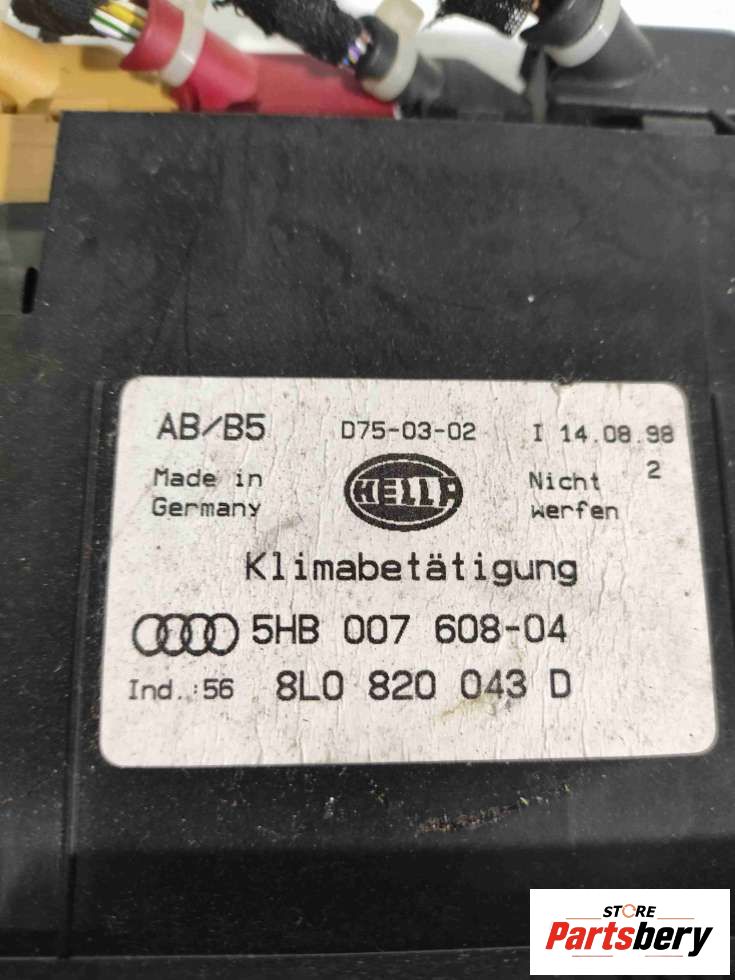 AB/B5 D75-03-02 I 14.08.98
Made in Germany HELLA Nicht 2 werfen
Klimabetätigung
5HB 007 608-04
Ind.:56 8L0 820 043 D
STORE
Partsbery